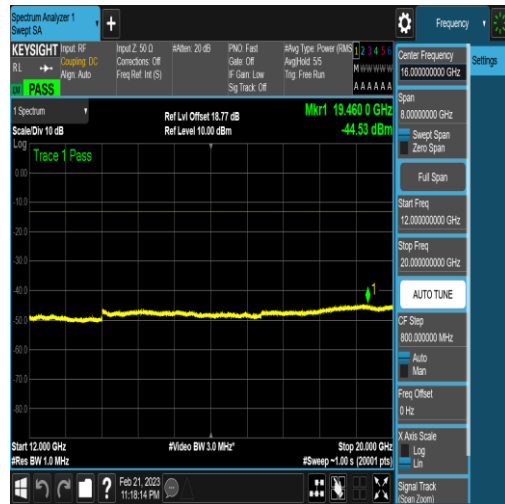 Spectrum Analyzer 1
Swept SA
+
Frequency
KEYSIGHT
Input: RF
Input Z: 50 Ω
#Atten: 20 dB
PNO: Fast
#Avg Type: Power (RMS)
1 2 3 4 5 6
RL
Coupling: DC
Corrections: Off
Gate: Off
Avg|Hold: 5/5
Align: Auto
Freq Ref: Int (S)
IF Gain: Low
Trig: Free Run
M W W W W W
Sig Track: Off
A A A A A A
PASS
1 Spectrum
Scale/Div 10 dB
Ref Lvl Offset 18.77 dB
Ref Level 10.00 dBm
Mkr1 19.460 0 GHz
-44.53 dBm
Log
Trace 1 Pass
0.00
-10.0
-20.0
-30.0
-40.0
1
-50.0
-60.0
-70.0
-80.0
Start 12.000 GHz
#Video BW 3.0 MHz*
Stop 20.000 GHz
#Res BW 1.0 MHz
#Sweep ~1.00 s (20001 pts)
Feb 21, 2023
11:18:14 PM
?
Center Frequency
16.000000000 GHz
Settings
Span
8.00000000 GHz
Swept Span
Zero Span
Full Span
Start Freq
12.000000000 GHz
Stop Freq
20.000000000 GHz
AUTO TUNE
CF Step
800.000000 MHz
Auto
Man
Freq Offset
0 Hz
X Axis Scale
Log
Lin
Signal Track
(Span Zoom)